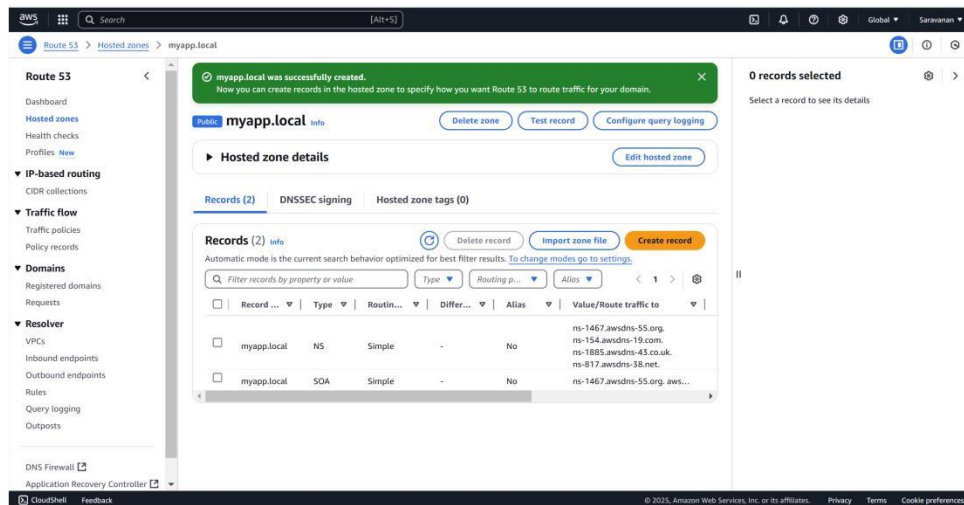 aws
Search
[Alt+S]
Global
Saravanan
Route 53 > Hosted zones > myapp.local
Route 53
Dashboard
Hosted zones
Health checks
Profiles New
IP-based routing
CIDR collections
Traffic flow
Traffic policies
Policy records
Domains
Registered domains
Requests
Resolver
VPCs
Inbound endpoints
Outbound endpoints
Rules
Query logging
Outposts
DNS Firewall
Application Recovery Controller
myapp.local was successfully created.
Now you can create records in the hosted zone to specify how you want Route 53 to route traffic for your domain.
Public myapp.local Info
Delete zone Test record Configure query logging
Hosted zone details
Edit hosted zone
Records (2) DNSSEC signing Hosted zone tags (0)
Records (2) Info
Delete record Import zone file Create record
Automatic mode is the current search behavior optimized for best filter results. To change modes go to settings.
Filter records by property or value
Type Routing p... Alias 1
Record ... Type Routin... Differ... Alias Value/Route traffic to
myapp.local NS Simple - No
ns-1467.awsdns-55.org.
ns-154.awsdns-19.com.
ns-1885.awsdns-43.co.uk.
ns-817.awsdns-38.net.
myapp.local SOA Simple - No ns-1467.awsdns-55.org. aws...
0 records selected
Select a record to see its details
CloudShell Feedback
© 2025, Amazon Web Services, Inc. or its affiliates. Privacy Terms Cookie preferences